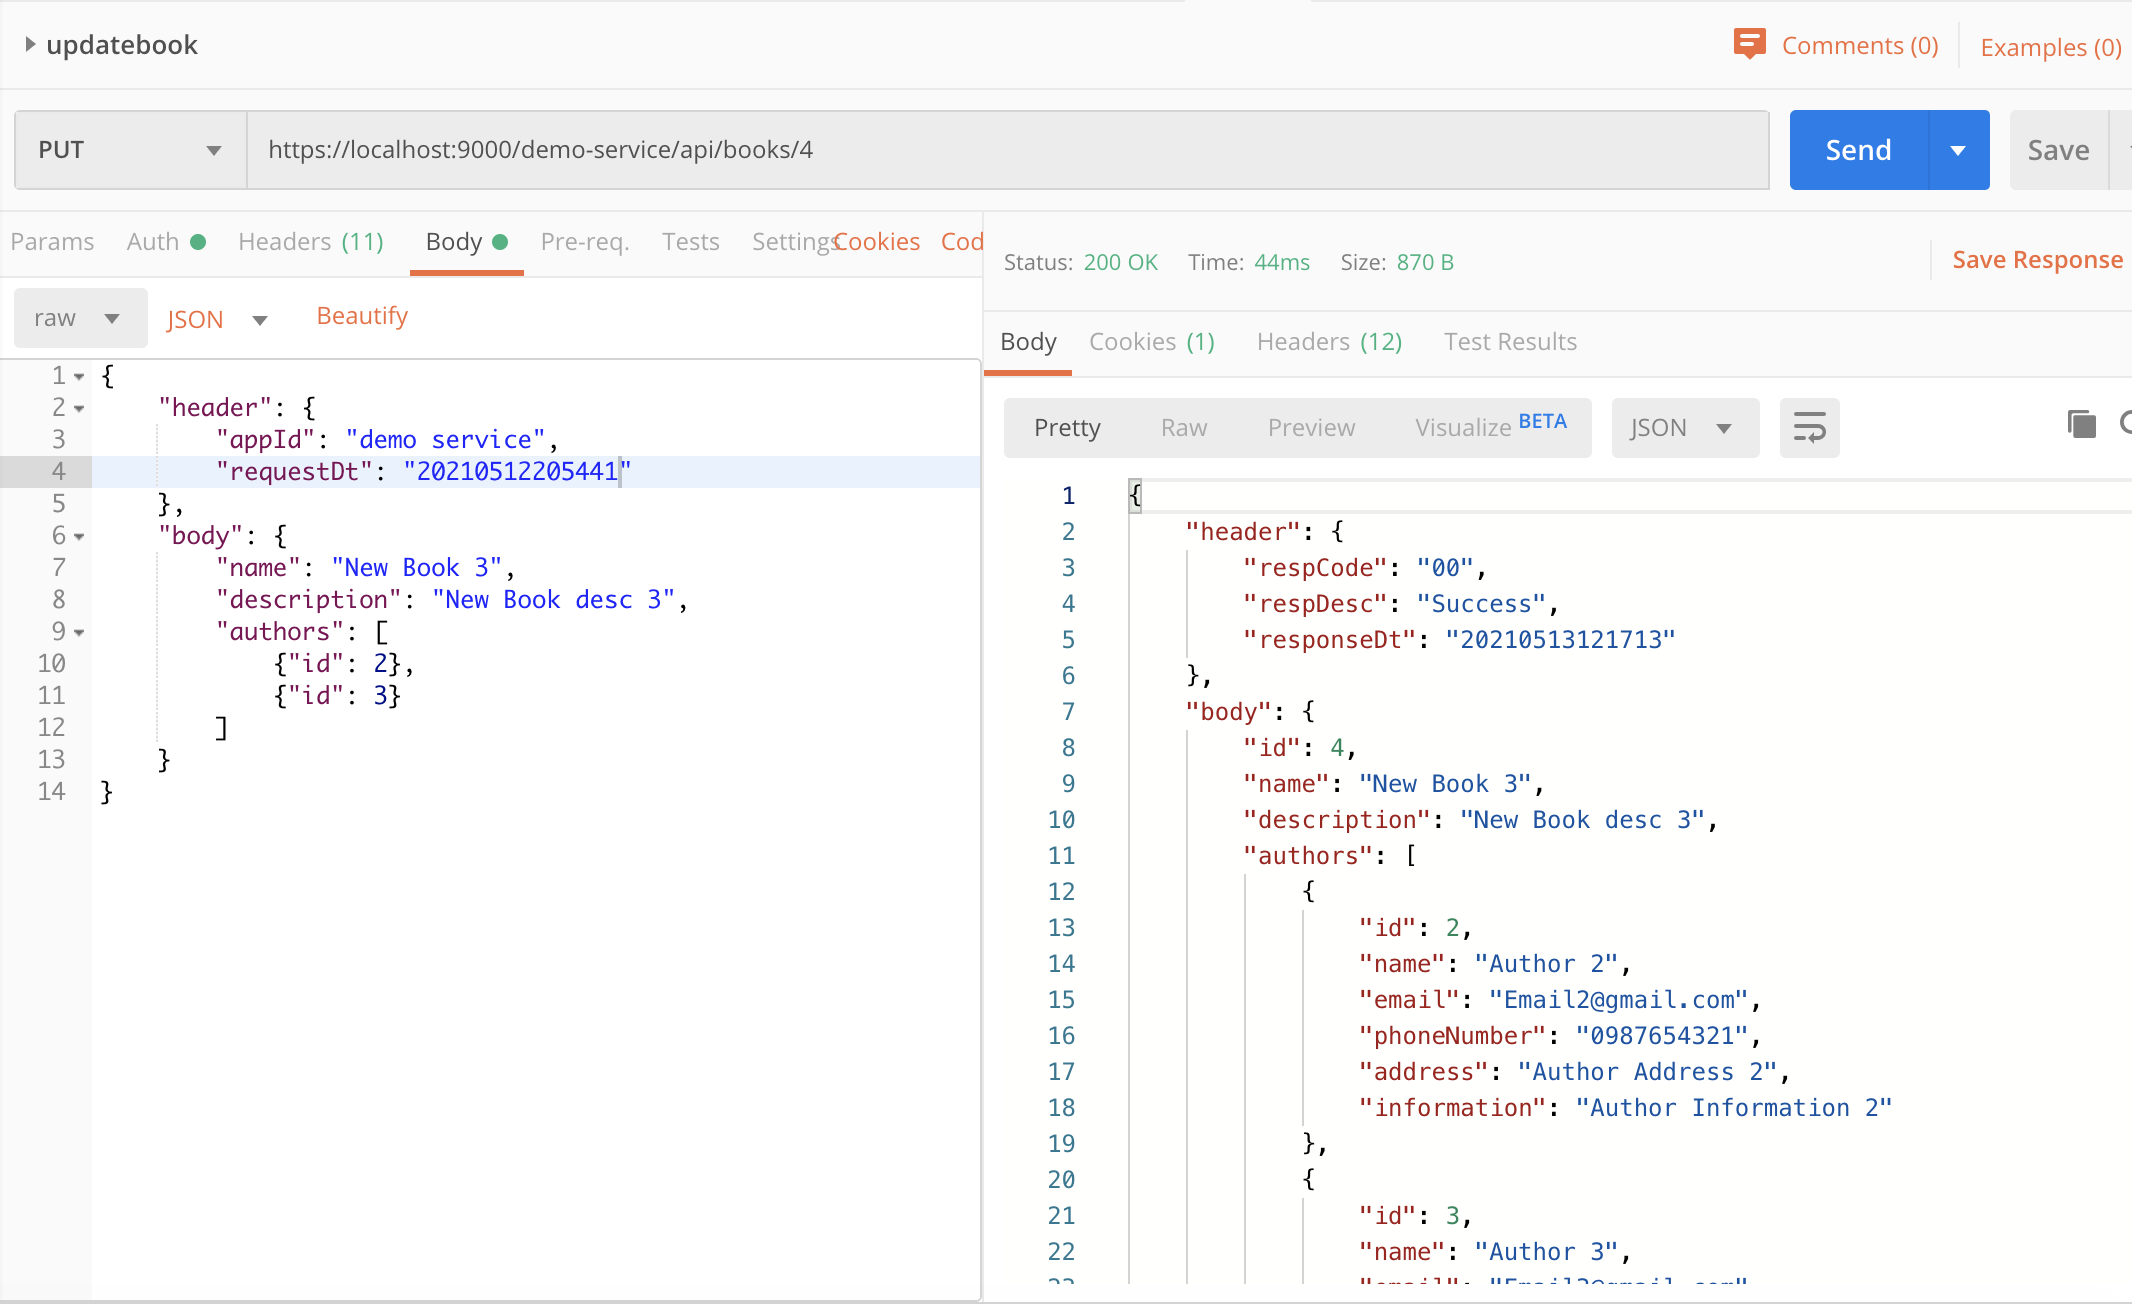 updatebook
Comments (0) Examples (0)
PUT https://localhost:9000/demo-service/api/books/4 Send Save
Params Auth Headers (11) Body Pre-req. Tests Settings Cookies Cod
raw JSON Beautify
1 {
2 "header": {
3 "appId": "demo service",
4 "requestDt": "20210512205441"
5 },
6 "body": {
7 "name": "New Book 3",
8 "description": "New Book desc 3",
9 "authors": [
10 {"id": 2},
11 {"id": 3}
12 ]
13 }
14 }
Status: 200 OK Time: 44ms Size: 870 B Save Response
Body Cookies (1) Headers (12) Test Results
Pretty Raw Preview Visualize BETA JSON
1 {
2 "header": {
3 "respCode": "00",
4 "respDesc": "Success",
5 "responseDt": "20210513121713"
6 },
7 "body": {
8 "id": 4,
9 "name": "New Book 3",
10 "description": "New Book desc 3",
11 "authors": [
12 {
13 "id": 2,
14 "name": "Author 2",
15 "email": "Email2@gmail.com",
16 "phoneNumber": "0987654321",
17 "address": "Author Address 2",
18 "information": "Author Information 2"
19 },
20 {
21 "id": 3,
22 "name": "Author 3",